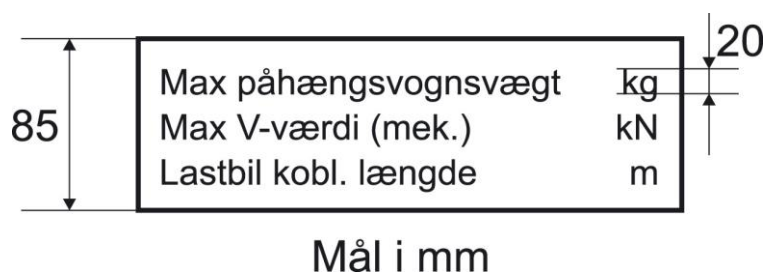 20
85
Max påhængsvognsvægt kg
Max V-værdi (mek.) kN
Lastbil kobl. længde m
Mål i mm